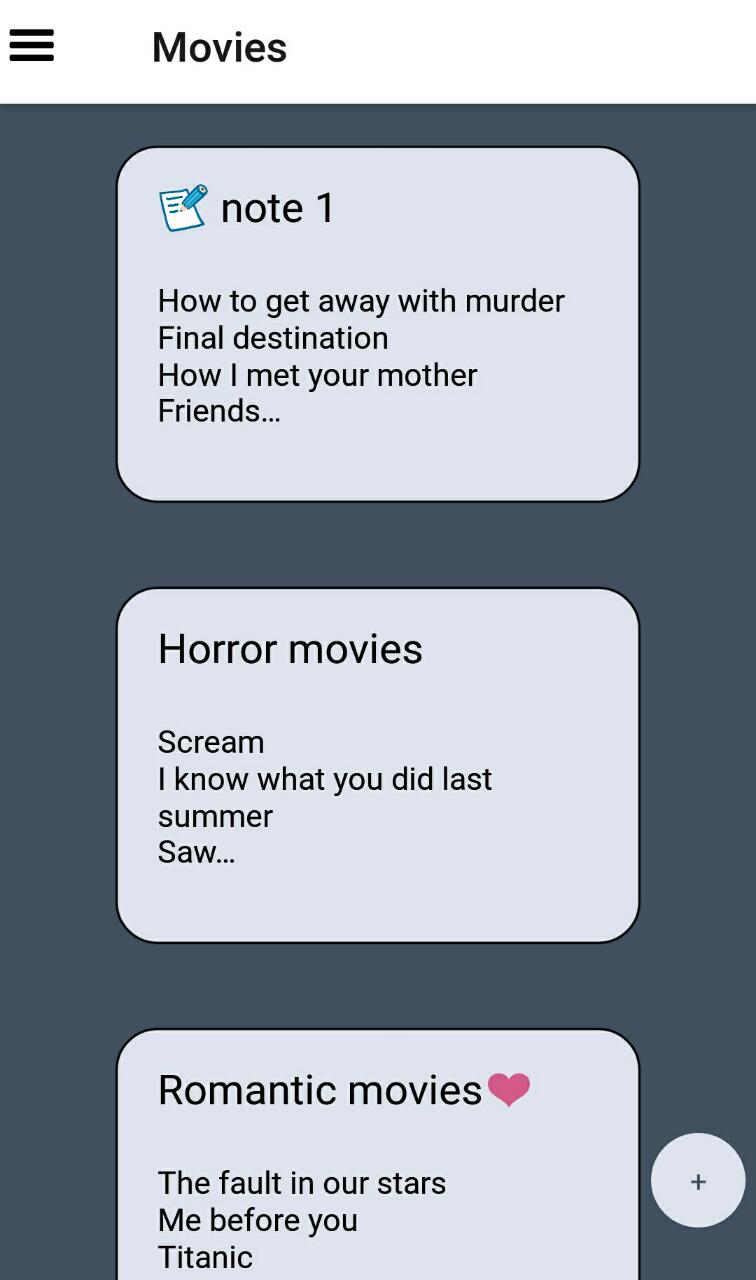 Movies
📝 note 1
How to get away with murder
Final destination
How I met your mother
Friends...
Horror movies
Scream
I know what you did last
summer
Saw...
Romantic movies❤
The fault in our stars
Me before you
Titanic
+